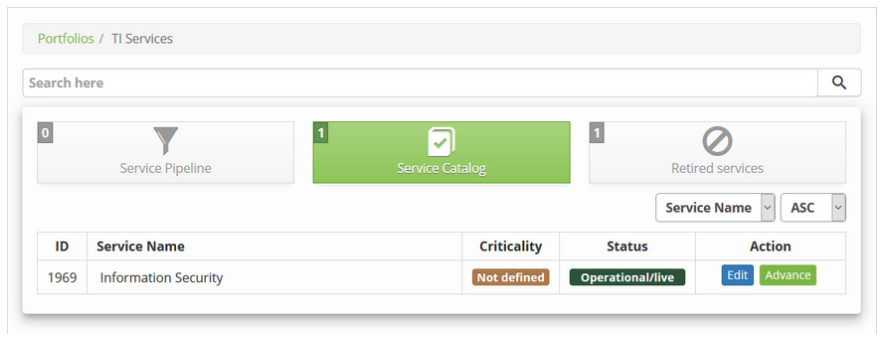 Portfolios / TI Services
Search here
0 1 1
Service Pipeline Service Catalog Retired services
Service Name ASC
ID Service Name Criticality Status Action
1969 Information Security Not defined Operational/live Edit Advance